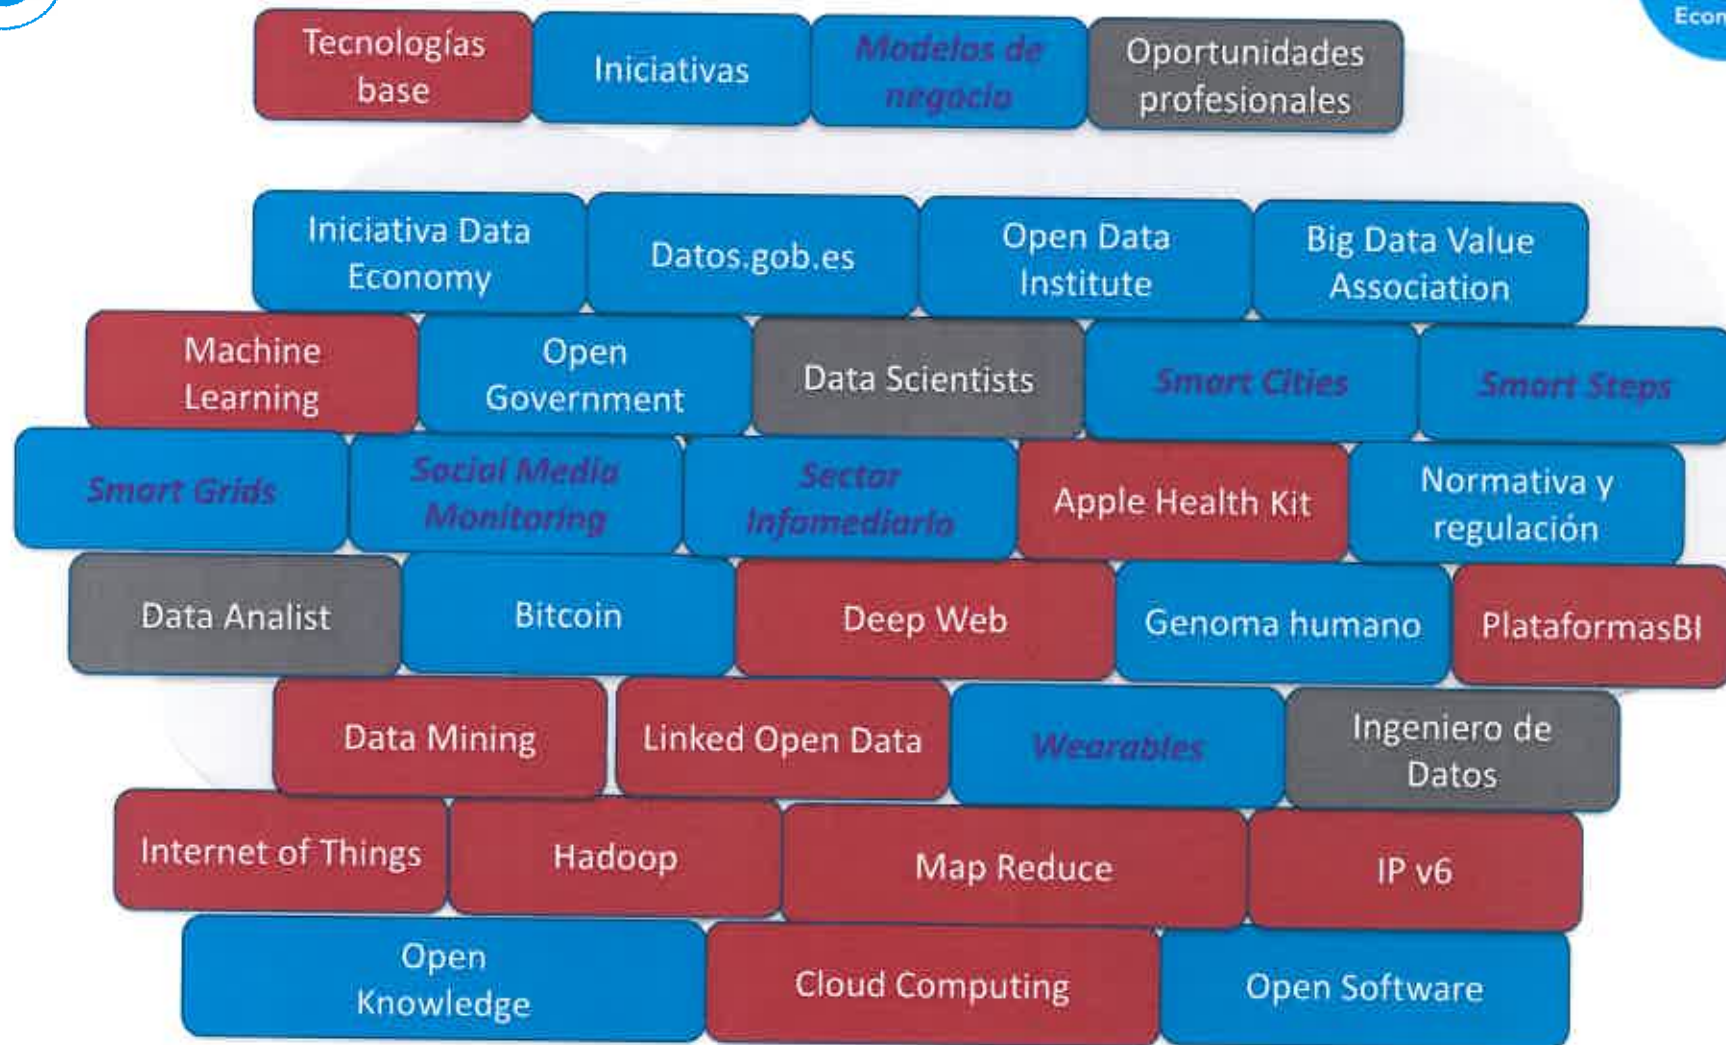 Econ
Tecnologías
base
Iniciativas
Modelos de
negocio
Oportunidades
profesionales
Iniciativa Data
Economy
Datos.gob.es
Open Data
Institute
Big Data Value
Association
Machine
Learning
Open
Government
Data Scientists
Smart Cities
Smart Steps
Smart Grids
Social Media
Monitoring
Sector
Infomediario
Apple Health Kit
Normativa y
regulación
Data Analist
Bitcoin
Deep Web
Genoma humano
PlataformasBI
Data Mining
Linked Open Data
Wearables
Ingeniero de
Datos
Internet of Things
Hadoop
Map Reduce
IP v6
Open
Knowledge
Cloud Computing
Open Software